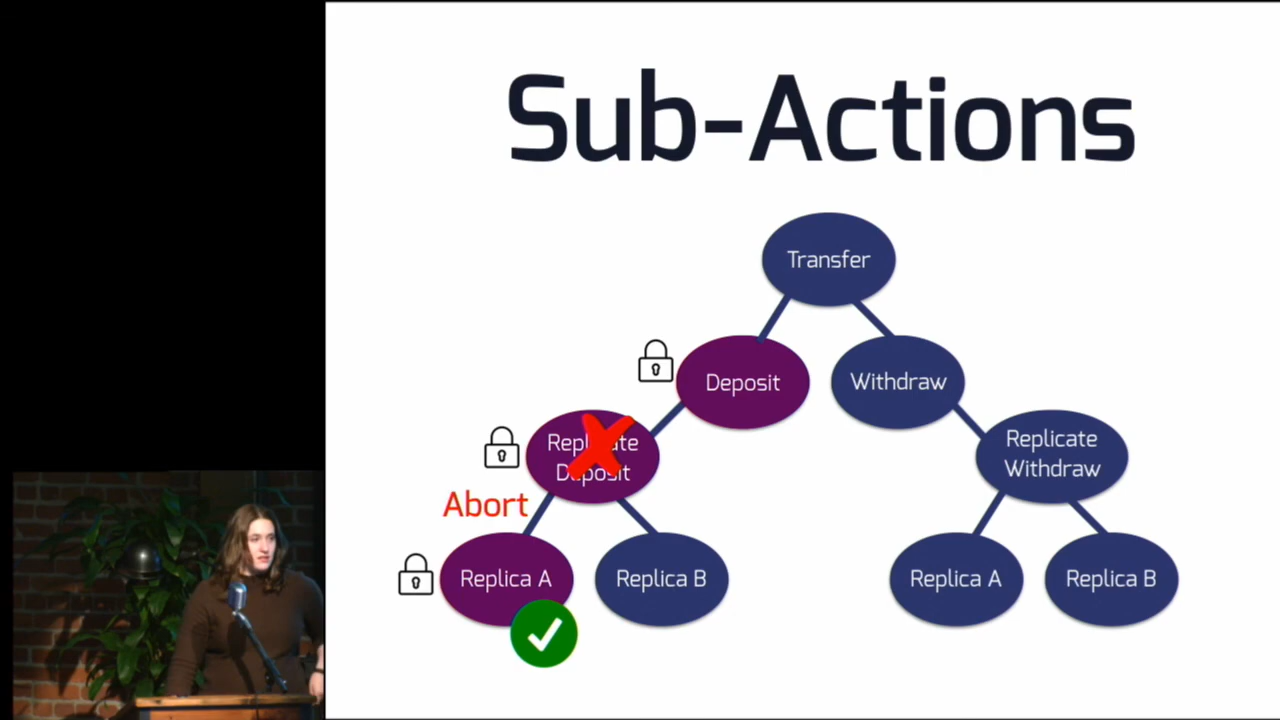 Sub-Actions
Transfer
Deposit
Withdraw
Replicate
Deposit
Replicate
Withdraw
Abort
Replica A
Replica B
Replica A
Replica B